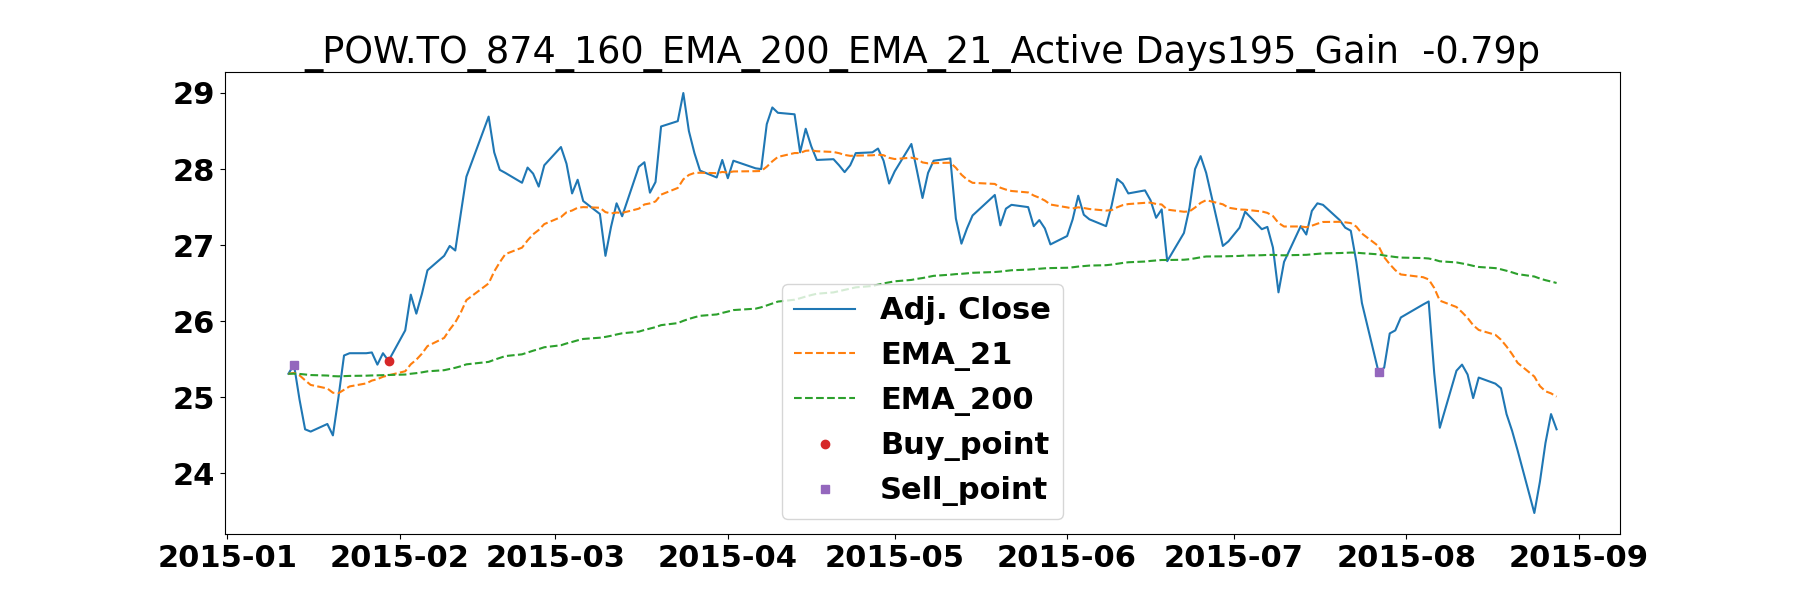 _POW.TO_874_160_EMA_200_EMA_21_Active Days195_Gain  -0.79p
29
28
27
26
25
24
Adj. Close
EMA_21
EMA_200
Buy_point
Sell_point
2015-01 2015-02 2015-03 2015-04 2015-05 2015-06 2015-07 2015-08 2015-09